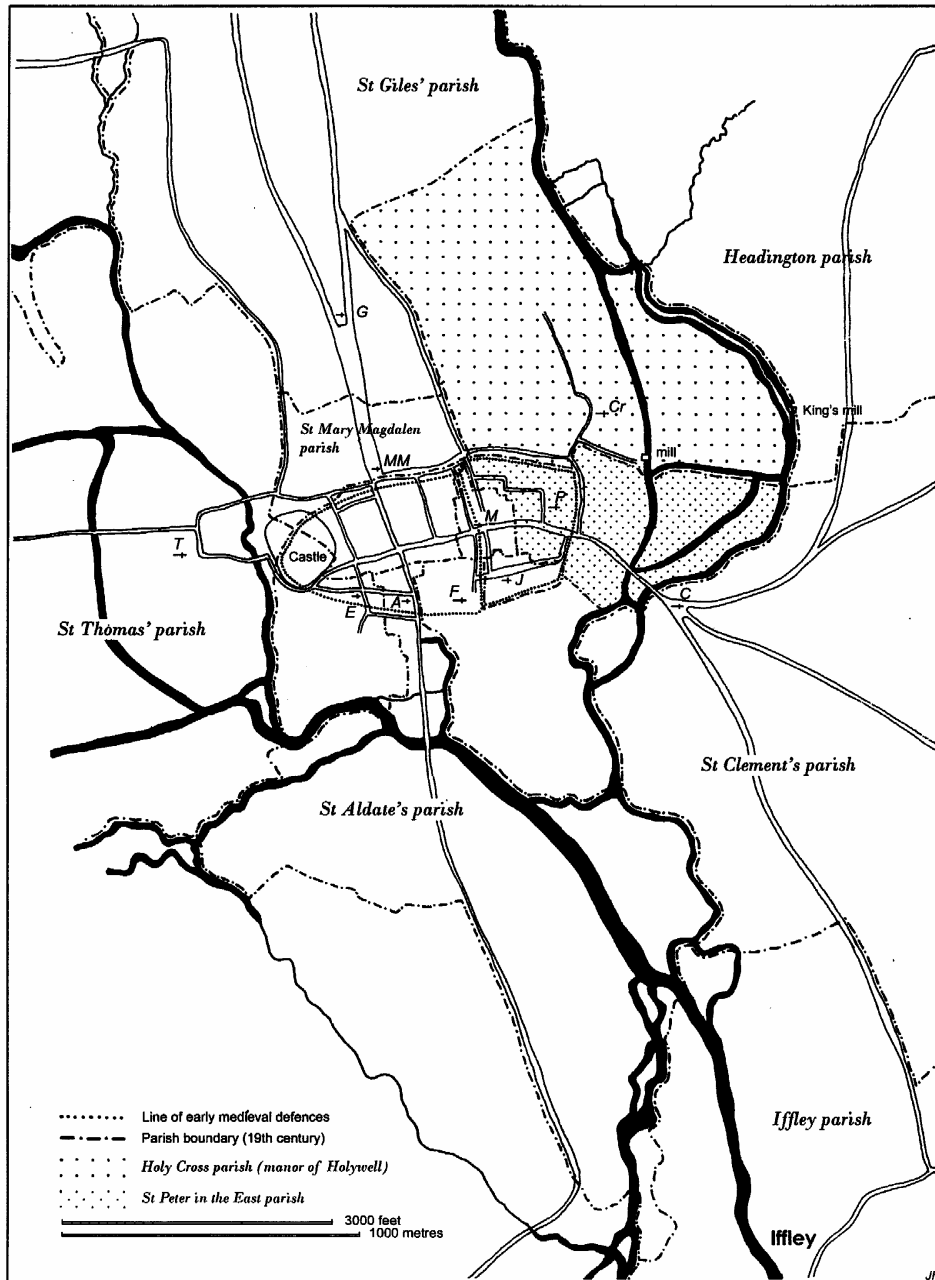 St Giles' parish
Headington parish
G
King's mill
Cr
St Mary Magdalen
parish
mill
MM
P
M
T
Castle
J
F
A
E
C
St Thomas' parish
St Clement's parish
St Aldate's parish
Line of early medieval defences
Parish boundary (19th century)
Holy Cross parish (manor of Holywell)
St Peter in the East parish
3000 feet
1000 metres
Iffley parish
Iffley